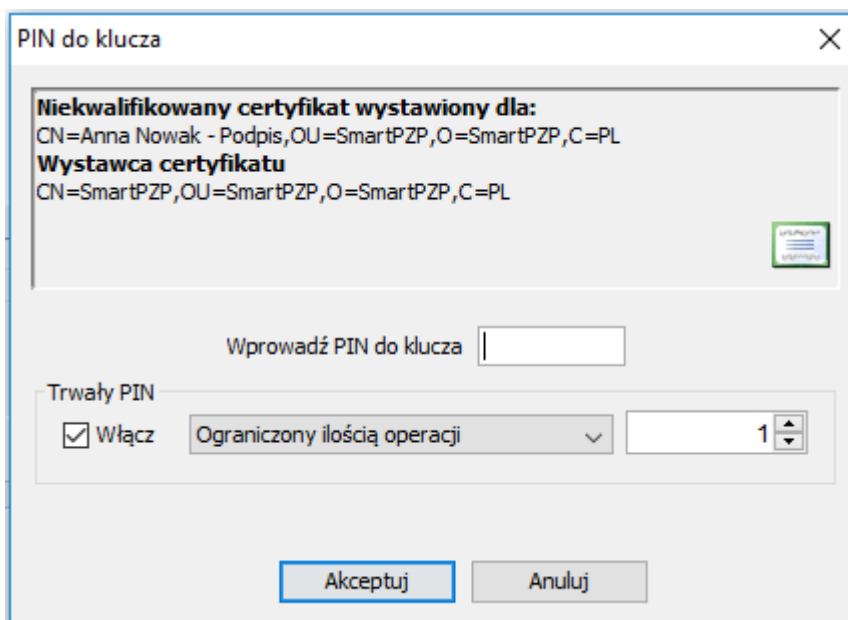 PIN do klucza
Niekwalifikowany certyfikat wystawiony dla:
CN=Anna Nowak - Podpis,OU=SmartPZP,O=SmartPZP,C=PL
Wystawca certyfikatu
CN=SmartPZP,OU=SmartPZP,O=SmartPZP,C=PL
Wprowadź PIN do klucza
Trwały PIN
Włącz Ograniczony ilością operacji 1
Akceptuj Anuluj